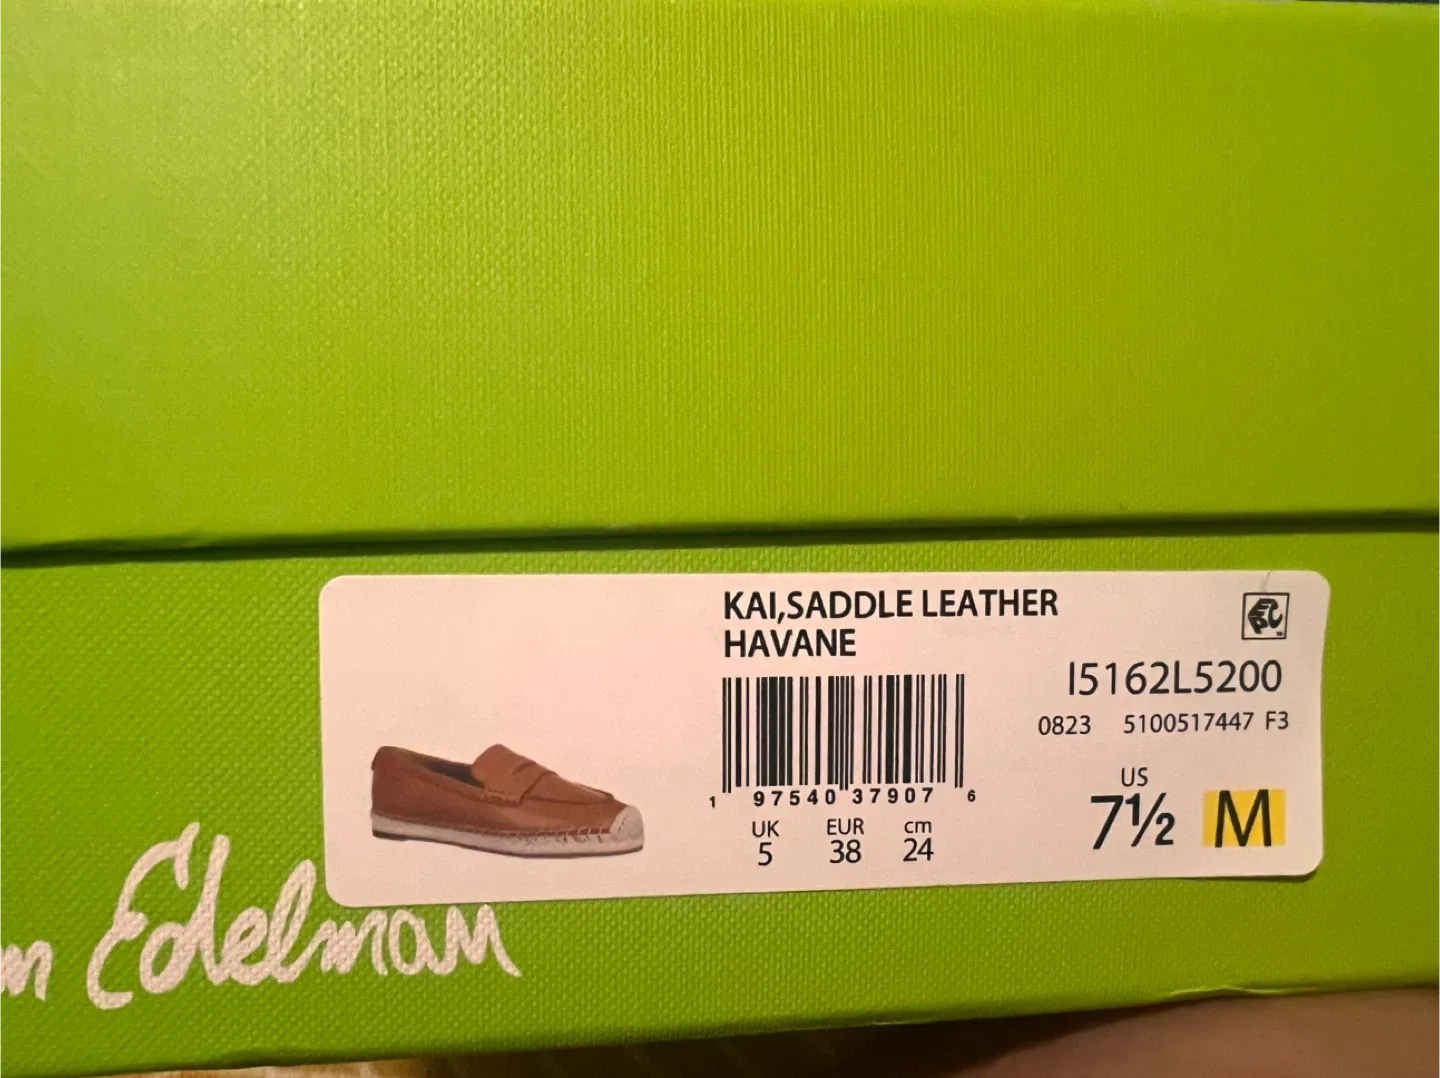 KAI,SADDLE LEATHER
HAVANE
I5162L5200
0823 5100517447 F3
1 97540 37907 6
UK EUR cm
5 38 24
US
7½ M
m Edelman